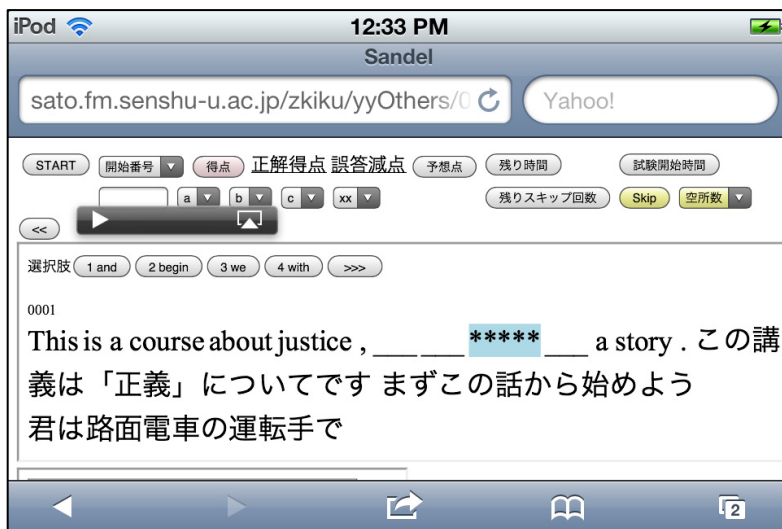 iPod 12:33 PM
Sandel
sato.fm.senshu-u.ac.jp/zkiku/yyOthers/0 Yahoo!
START 開始番号 得点 正解得点 誤答減点 予想点 残り時間 試験開始時間
a b c xx 残りスキップ回数 Skip 空所数
<<
選択肢 1 and 2 begin 3 we 4 with >>>
0001
This is a course about justice , ___ ___ ***** ___ a story . この講
義は「正義」についてです まずこの話から始めよう
君は路面電車の運転手で
2